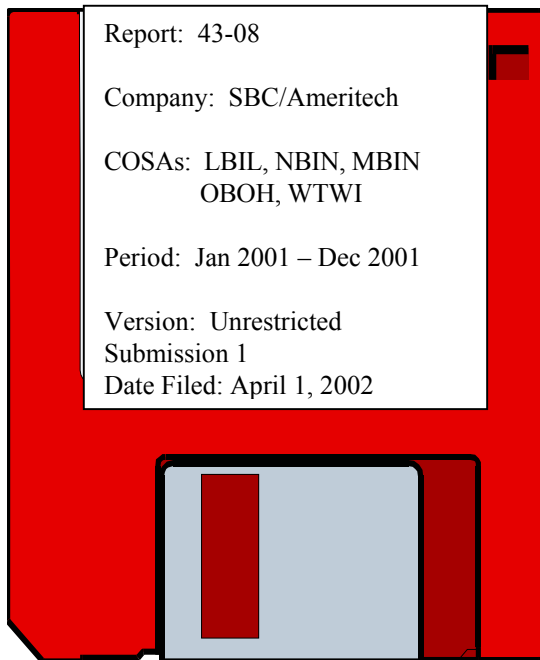 Report: 43-08
Company: SBC/Ameritech
COSAs: LBIL, NBIN, MBIN
OBOH, WTWI
Period: Jan 2001 – Dec 2001
Version: Unrestricted
Submission 1
Date Filed: April 1, 2002